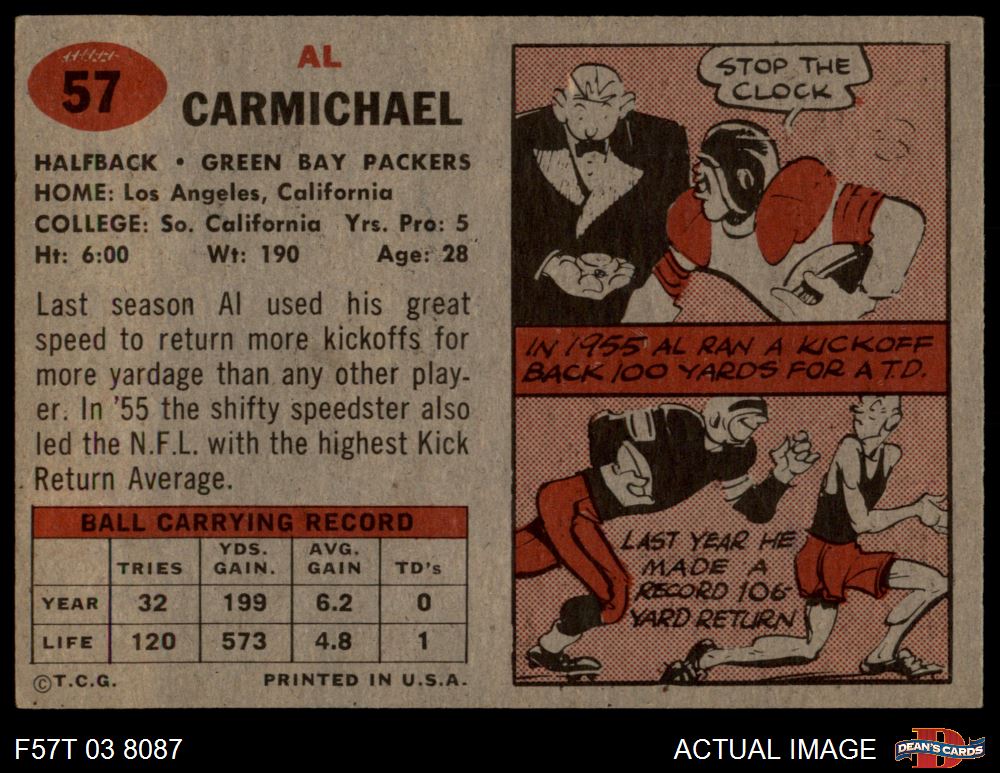 57
AL
CARMICHAEL
HALFBACK • GREEN BAY PACKERS
HOME: Los Angeles, California
COLLEGE: So. California Yrs. Pro: 5
Ht: 6:00 Wt: 190 Age: 28
Last season Al used his great
speed to return more kickoffs for
more yardage than any other play-
er. In '55 the shifty speedster also
led the N.F.L. with the highest Kick
Return Average.
BALL CARRYING RECORD
TRIES YDS. GAIN. AVG. GAIN TD's
YEAR 32 199 6.2 0
LIFE 120 573 4.8 1
©T.C.G. PRINTED IN U.S.A.
STOP THE
CLOCK
IN 1955 AL RAN A KICKOFF
BACK 100 YARDS FOR A T.D.
LAST YEAR HE
MADE A
RECORD 106-
YARD RETURN
F57T 03 8087
ACTUAL IMAGE
D
DEAN'S CARDS